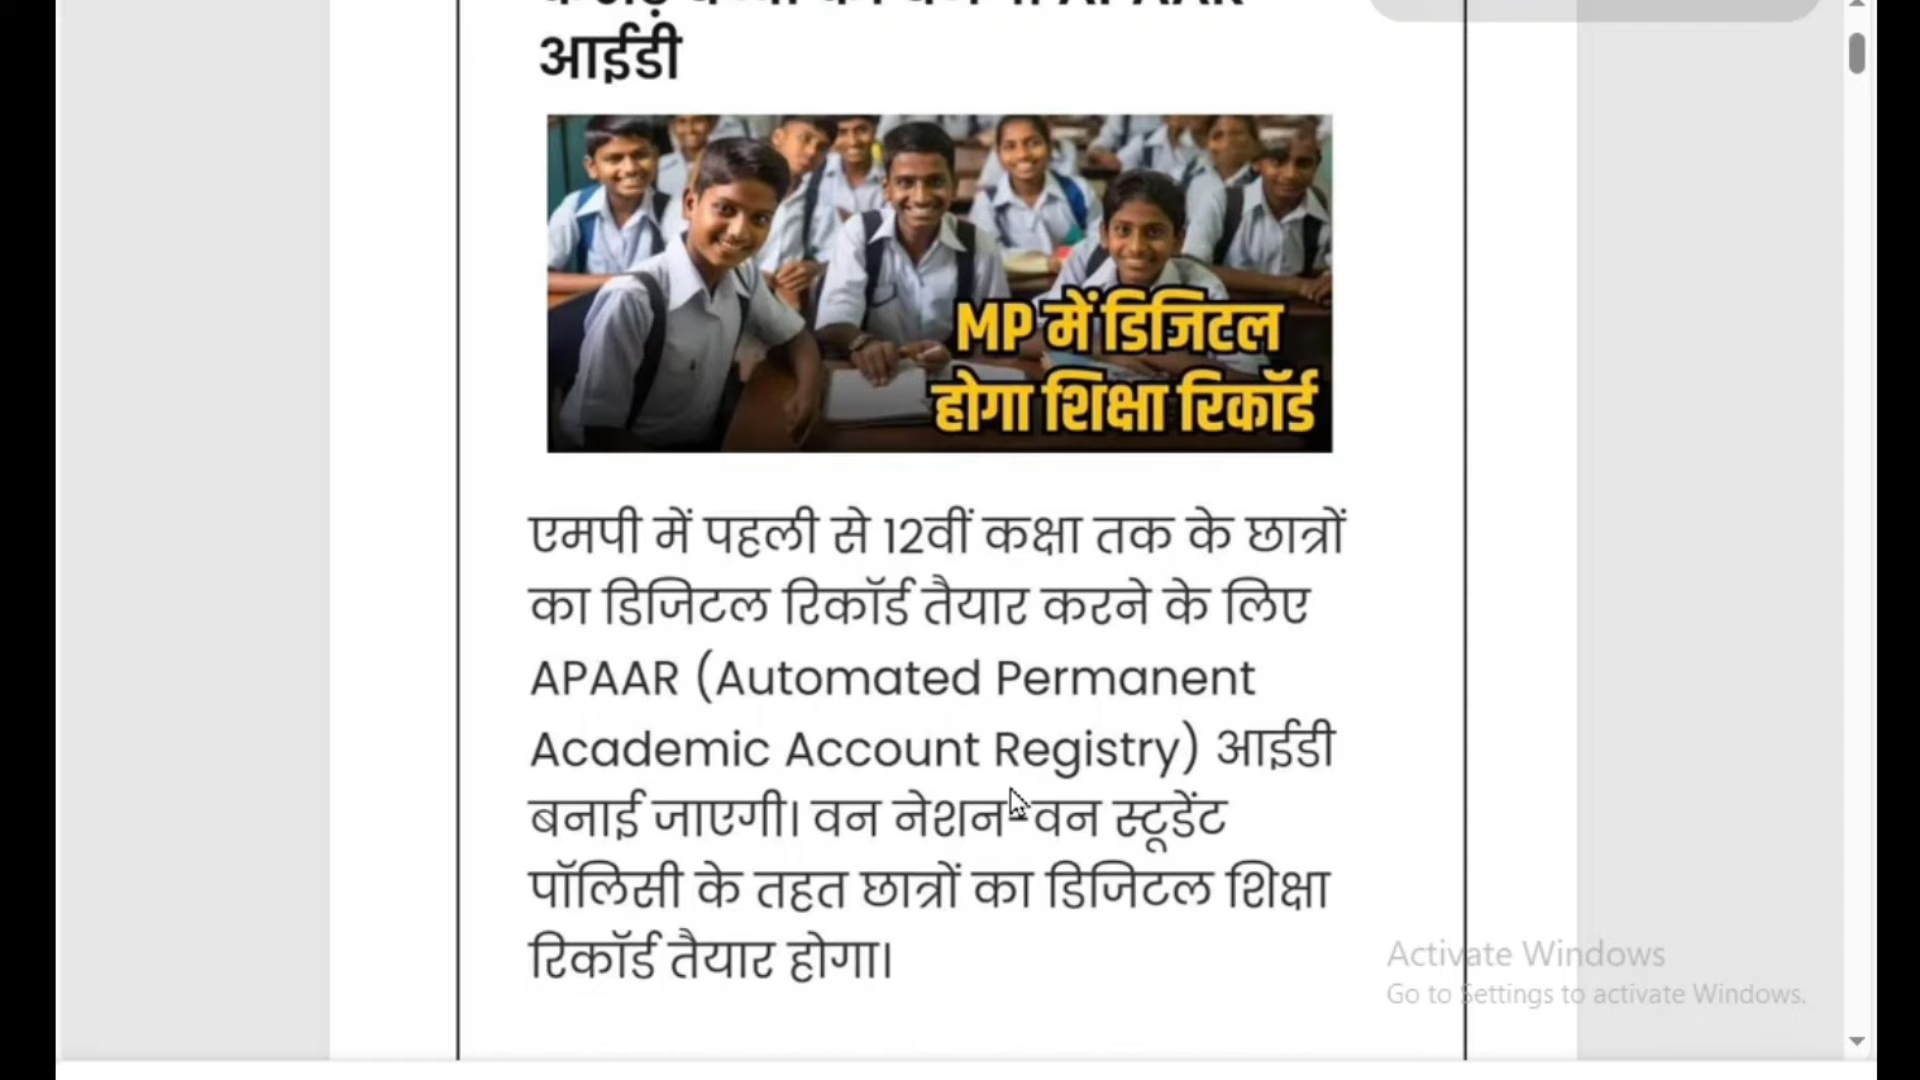 APAAR
आईडी
MP में डिजिटल
होगा शिक्षा रिकॉर्ड
एमपी में पहली से 12वीं कक्षा तक के छात्रों
का डिजिटल रिकॉर्ड तैयार करने के लिए
APAAR (Automated Permanent
Academic Account Registry) आईडी
बनाई जाएगी। वन नेशन-वन स्टूडेंट
पॉलिसी के तहत छात्रों का डिजिटल शिक्षा
रिकॉर्ड तैयार होगा।
Activate Windows
Go to Settings to activate Windows.